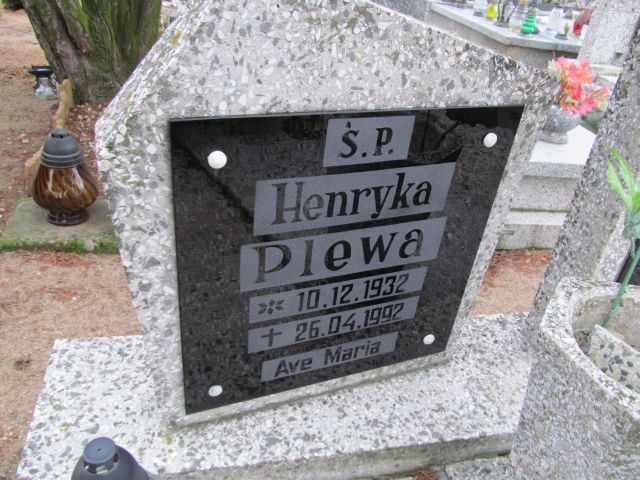 Ś.P.
Henryka
Plewa
10.12.1932
+ 26.04.1992
Ave Maria